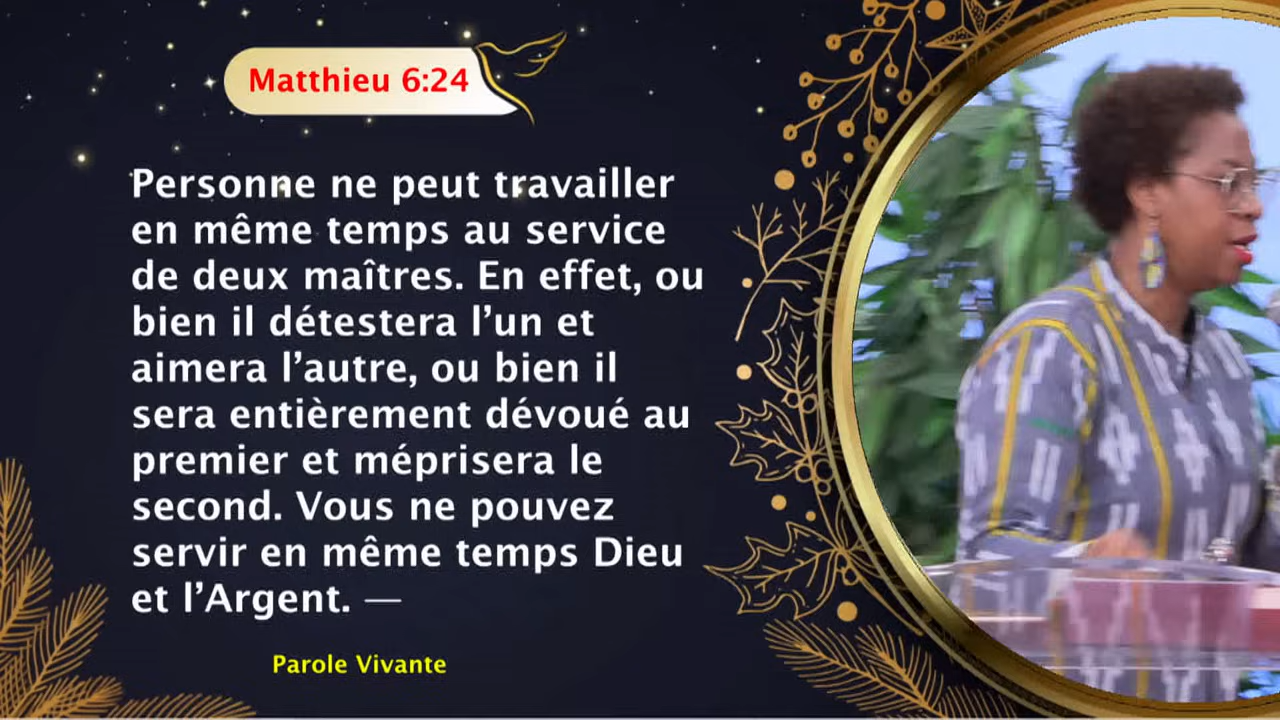 Matthieu 6:24
Personne ne peut travailler
en même temps au service
de deux maîtres. En effet, ou
bien il détestera l’un et
aimera l’autre, ou bien il
sera entièrement dévoué au
premier et méprisera le
second. Vous ne pouvez
servir en même temps Dieu
et l’Argent. —
Parole Vivante